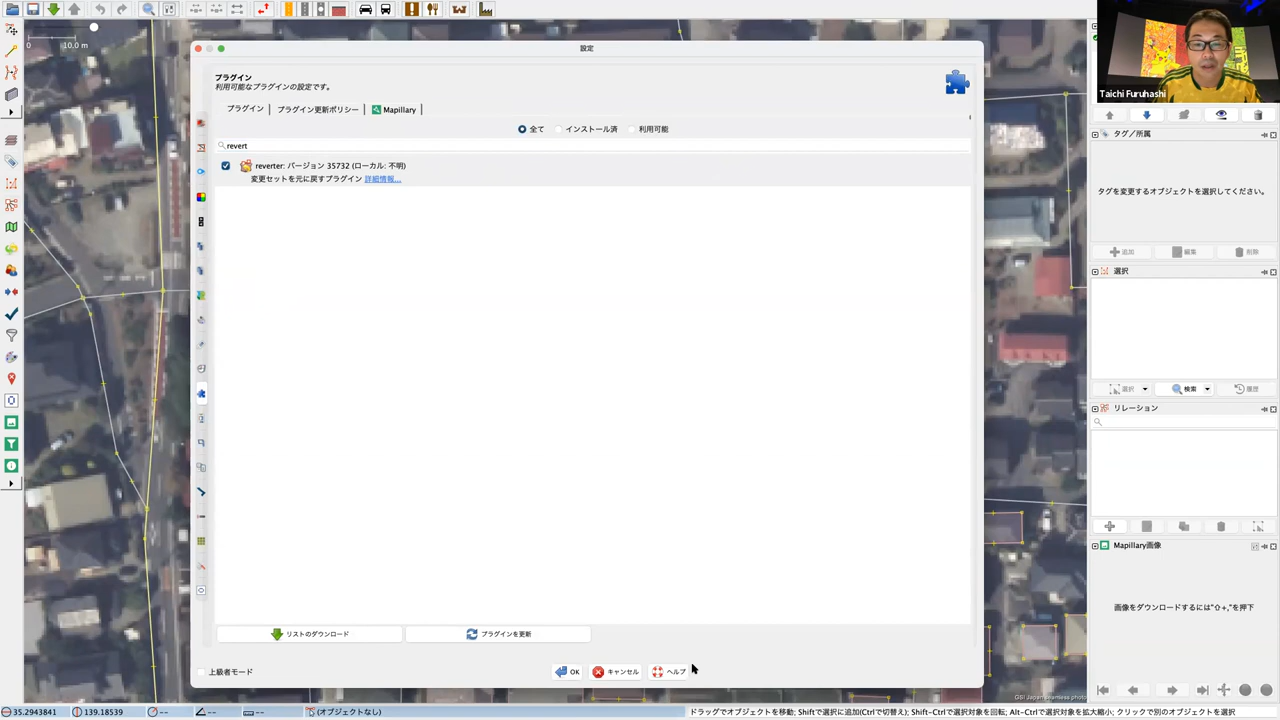 設定
Taichi Furuhashi
0 10.0 m
プラグイン
利用可能なプラグインの設定です。
プラグイン プラグイン更新ポリシー Mapillary
全て インストール済 利用可能
revert
reverter: バージョン 35732 (ローカル: 不明)
変更セットを元に戻すプラグイン 詳細情報...
リストのダウンロード プラグインを更新
上級者モード OK キャンセル ヘルプ
タグ／所属
タグを変更するオブジェクトを選択してください。
追加 編集 削除
選択
選択 検索 履歴
リレーション
Mapillary画像
画像をダウンロードするには"⇧+,"を押下
GSI Japan seamless photo
35.2943841 139.18539 -- -- -- (オブジェクトなし) ドラッグでオブジェクトを移動; Shiftで選択に追加(Ctrlで切替え); Shift-Ctrlで選択対象を回転; Alt-Ctrlで選択対象を拡大縮小; クリックで別のオブジェクトを選択